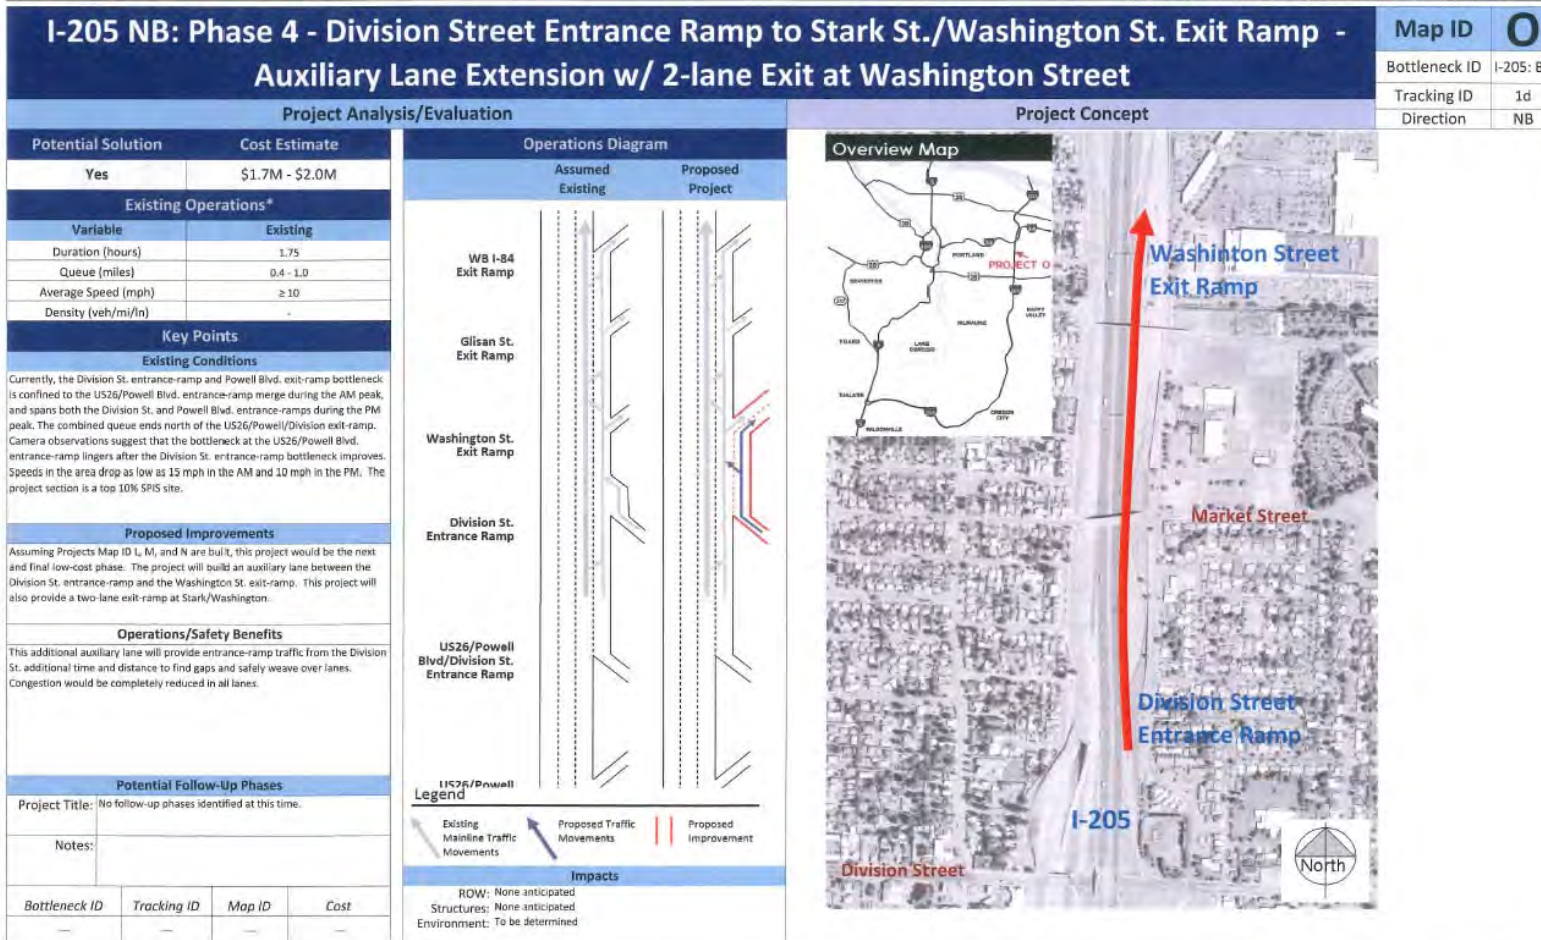 I-205 NB: Phase 4 - Division Street Entrance Ramp to Stark St./Washington St. Exit Ramp -
Auxiliary Lane Extension w/ 2-lane Exit at Washington Street
Map ID O
Bottleneck ID I-205: B
Tracking ID 1d
Direction NB
Project Analysis/Evaluation
Potential Solution Cost Estimate
Yes $1.7M - $2.0M
Existing Operations*
Variable Existing
Duration (hours) 1.75
Queue (miles) 0.4 - 1.0
Average Speed (mph) ≥ 10
Density (veh/mi/ln) -
Key Points
Existing Conditions
Currently, the Division St. entrance-ramp and Powell Blvd. exit-ramp bottleneck
is confined to the US26/Powell Blvd. entrance-ramp merge during the AM peak,
and spans both the Division St. and Powell Blvd. entrance-ramps during the PM
peak. The combined queue ends north of the US26/Powell/Division exit-ramp.
Camera observations suggest that the bottleneck at the US26/Powell Blvd.
entrance-ramp lingers after the Division St. entrance-ramp bottleneck improves.
Speeds in the area drop as low as 15 mph in the AM and 10 mph in the PM. The
project section is a top 10% SPIS site.
Proposed Improvements
Assuming Projects Map ID L, M, and N are built, this project would be the next
and final low-cost phase. The project will build an auxiliary lane between the
Division St. entrance-ramp and the Washington St. exit-ramp. This project will
also provide a two-lane exit-ramp at Stark/Washington.
Operations/Safety Benefits
This additional auxiliary lane will provide entrance-ramp traffic from the Division
St. additional time and distance to find gaps and safely weave over lanes.
Congestion would be completely reduced in all lanes.
Potential Follow-Up Phases
Project Title: No follow-up phases identified at this time.
Notes:
Bottleneck ID Tracking ID Map ID Cost
— — — —
Operations Diagram
Assumed
Existing
Proposed
Project
WB I-84
Exit Ramp
Glisan St.
Exit Ramp
Washington St.
Exit Ramp
Division St.
Entrance Ramp
US26/Powell
Blvd/Division St.
Entrance Ramp
US26/Powell
Legend
Existing
Mainline Traffic
Movements
Proposed Traffic
Movements
Proposed
Improvement
Impacts
ROW: None anticipated
Structures: None anticipated
Environment: To be determined
Project Concept
Overview Map
PORTLAND
PROJECT O
BEAVERTON
HAPPY
VALLEY
MILWAUKIE
TIGARD
LAKE
OSWEGO
TUALATIN
OREGON
CITY
WILSONVILLE
Washinton Street
Exit Ramp
Market Street
Division Street
Entrance Ramp
I-205
Division Street
North